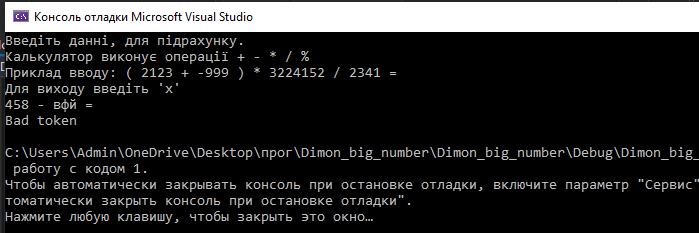 Консоль отладки Microsoft Visual Studio
Введіть данні, для підрахунку.
Калькулятор виконує операції + - * / %
Приклад вводу: ( 2123 + -999 ) * 3224152 / 2341 =
Для виходу введіть 'x'
458 - вфй =
Bad token
C:\Users\Admin\OneDrive\Desktop\прог\Dimon_big_number\Dimon_big_number\Debug\Dimon_big_
работу с кодом 1.
Чтобы автоматически закрывать консоль при остановке отладки, включите параметр "Сервис"
томатически закрыть консоль при остановке отладки".
Нажмите любую клавишу, чтобы закрыть это окно…